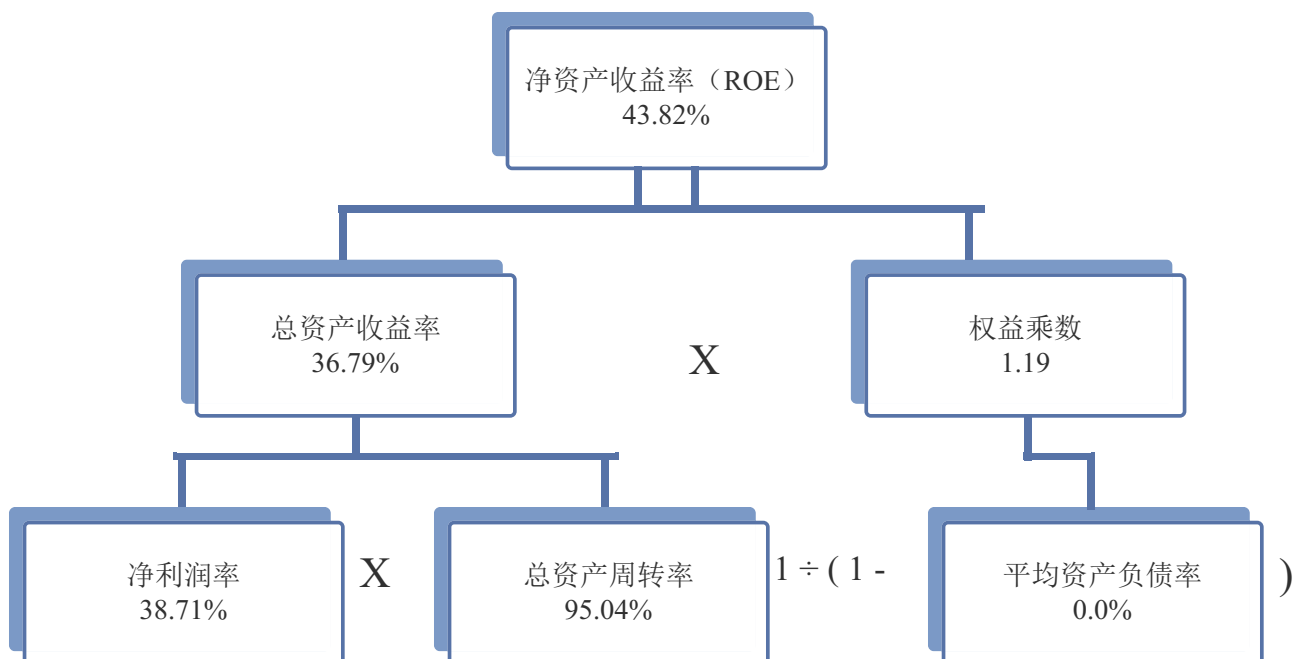 净资产收益率（ROE）
43.82%
总资产收益率
36.79%
X
权益乘数
1.19
净利润率
38.71%
X
总资产周转率
95.04%
1 ÷ ( 1 -
平均资产负债率
0.0%
)